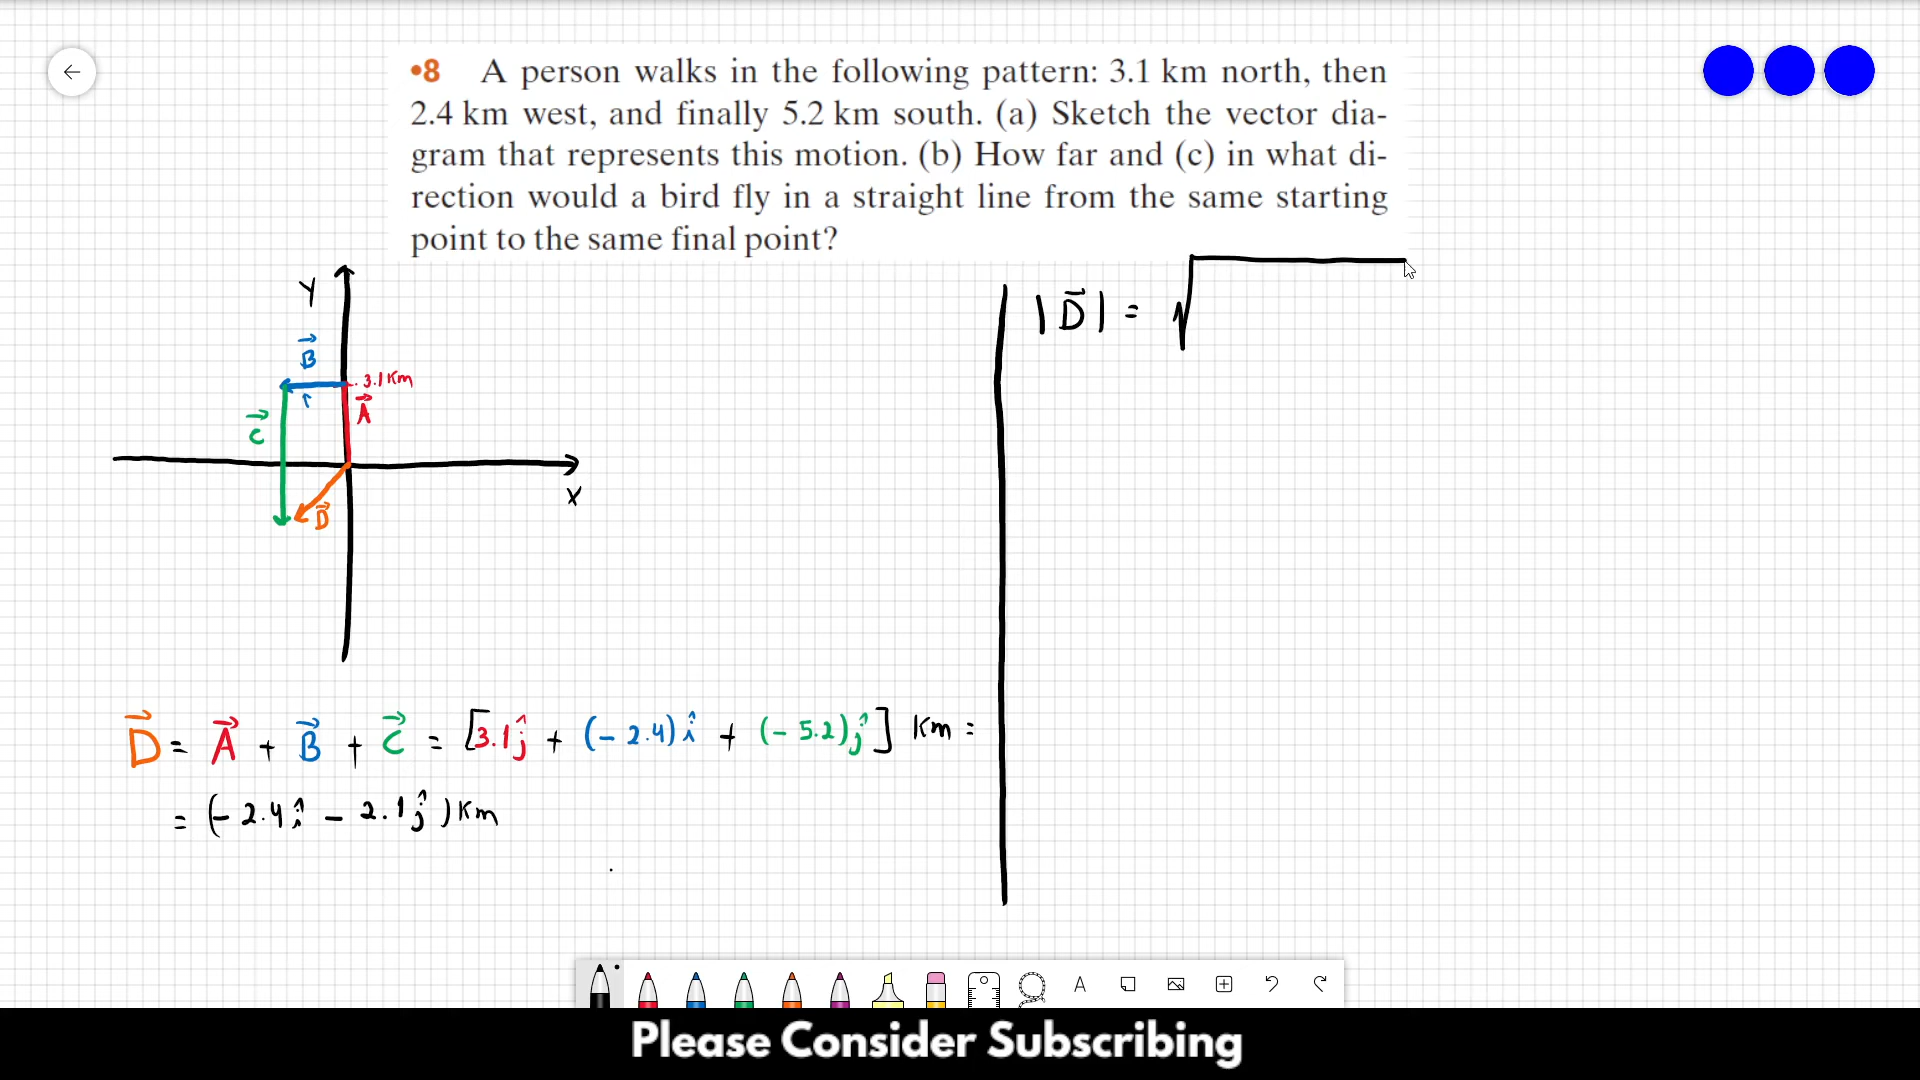 •8 A person walks in the following pattern: 3.1 km north, then
2.4 km west, and finally 5.2 km south. (a) Sketch the vector dia-
gram that represents this motion. (b) How far and (c) in what di-
rection would a bird fly in a straight line from the same starting
point to the same final point?
Y
B⃗
3.1 Km
A⃗
C⃗
X
D⃗
D⃗ = A⃗ + B⃗ + C⃗ = [3.1ĵ + (-2.4)î + (-5.2)ĵ] Km =
= (-2.4î - 2.1ĵ) Km
|D⃗| = √
A
Please Consider Subscribing